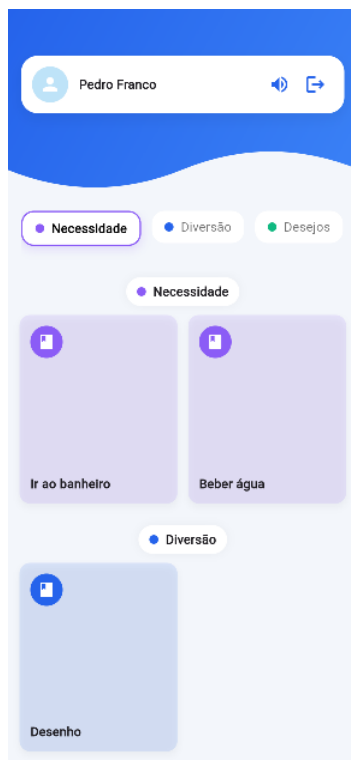 Pedro Franco
Necessidade
Diversão
Desejos
Necessidade
Ir ao banheiro
Beber água
Diversão
Desenho